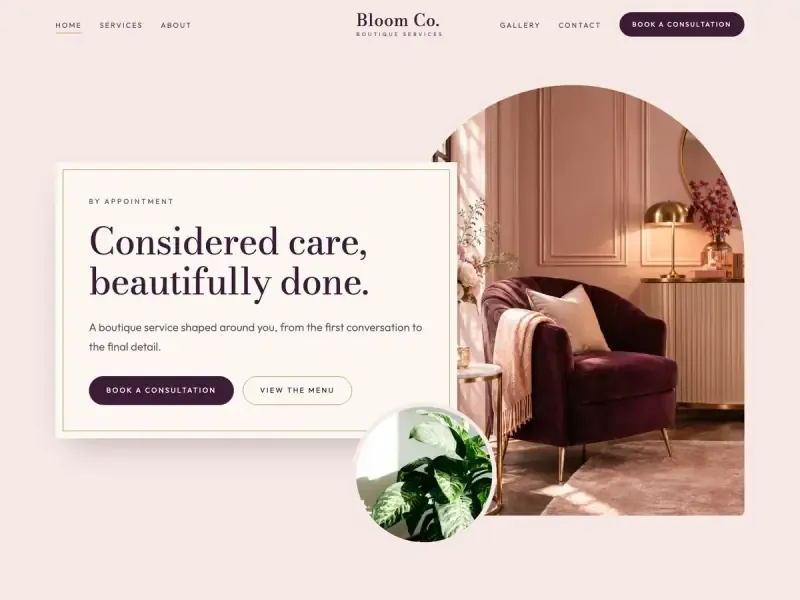 HOME SERVICES ABOUT
Bloom Co.
BOUTIQUE SERVICES
GALLERY CONTACT BOOK A CONSULTATION
BY APPOINTMENT
Considered care,
beautifully done.
A boutique service shaped around you, from the first conversation to
the final detail.
BOOK A CONSULTATION VIEW THE MENU